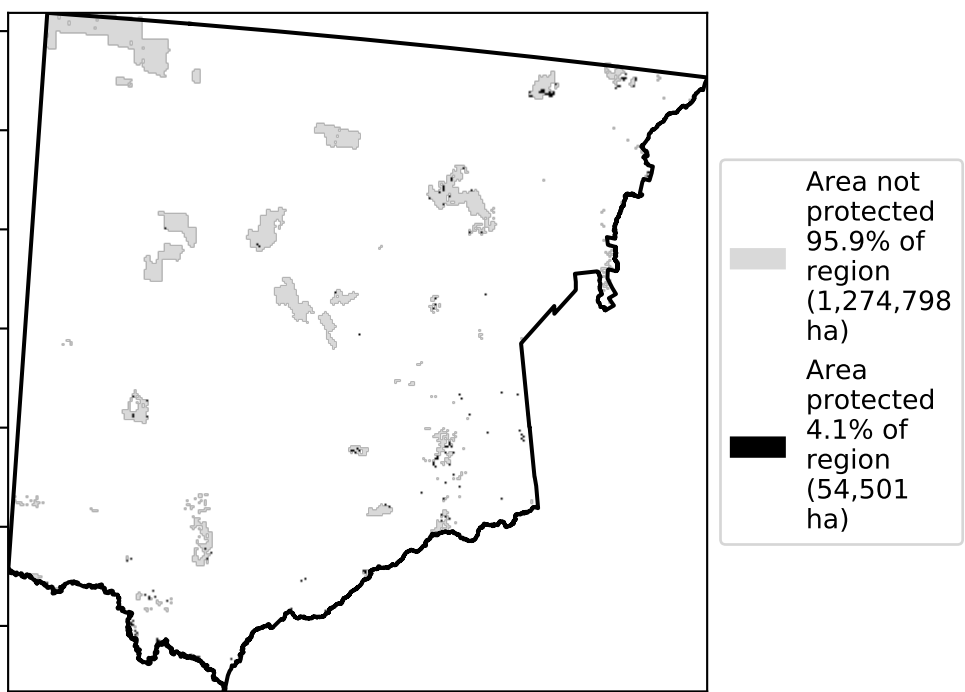 Area not
protected
95.9% of
region
(1,274,798
ha)
Area
protected
4.1% of
region
(54,501
ha)